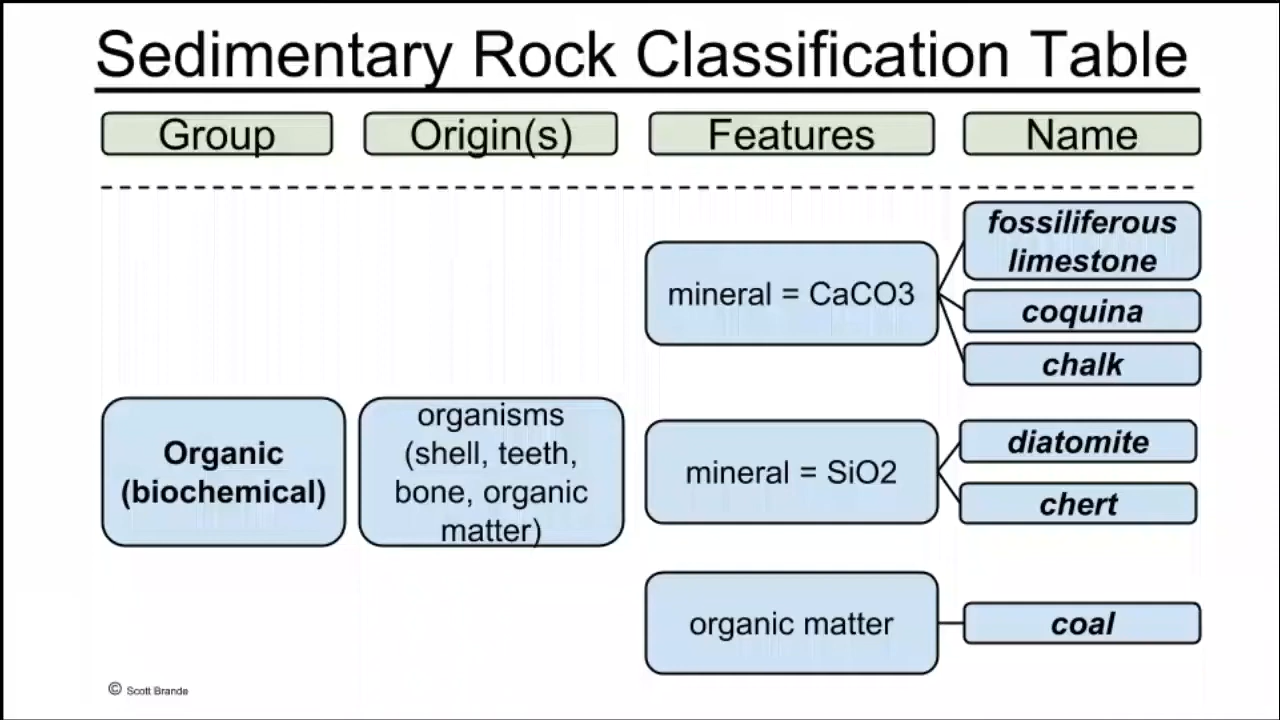 Sedimentary Rock Classification Table
Group
Origin(s)
Features
Name
Organic
(biochemical)
organisms
(shell, teeth,
bone, organic
matter)
mineral = CaCO3
fossiliferous
limestone
coquina
chalk
mineral = SiO2
diatomite
chert
organic matter
coal
© Scott Brande